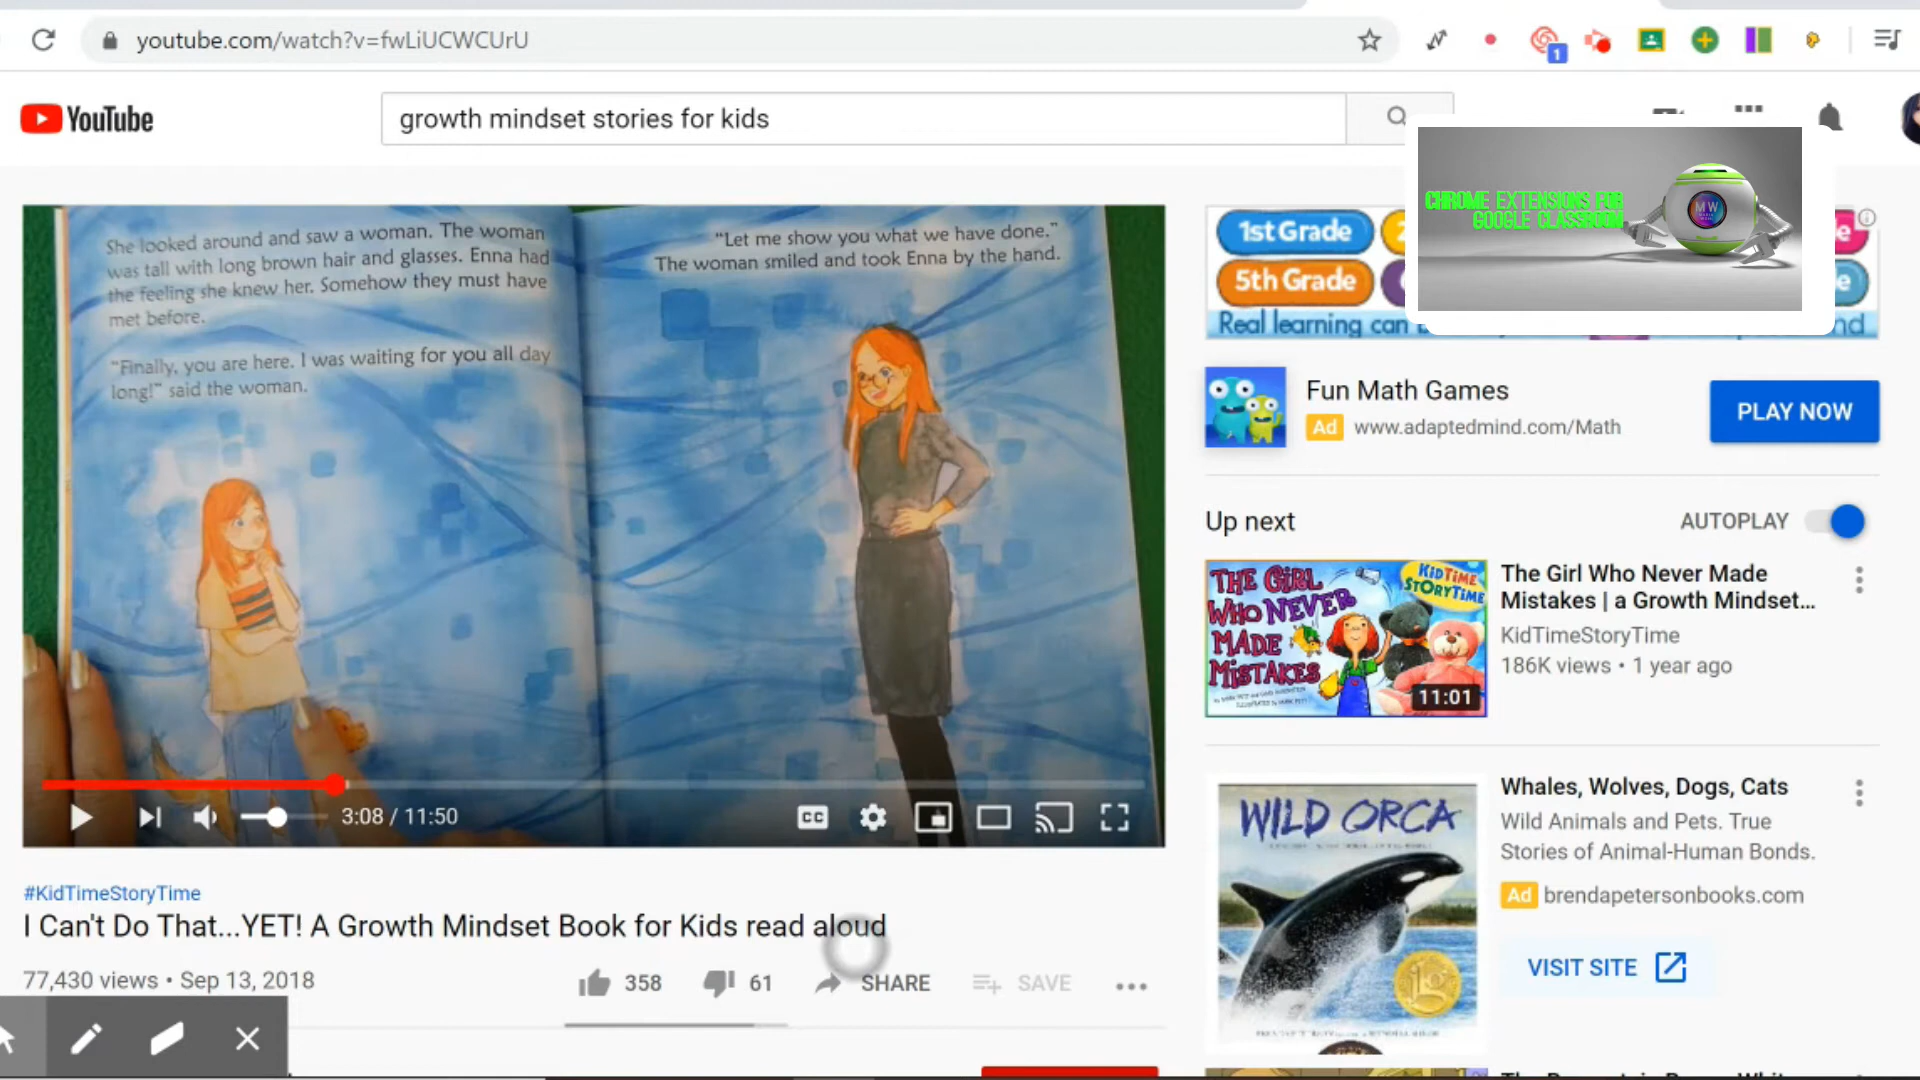 youtube.com/watch?v=fwLiUCWCUrU
1
YouTube
growth mindset stories for kids
CHROME EXTENSIONS FOR
GOOGLE CLASSROOM
MW
1st Grade
5th Grade
Real learning can
She looked around and saw a woman. The woman
was tall with long brown hair and glasses. Enna had
the feeling she knew her. Somehow they must have
met before.
"Finally, you are here. I was waiting for you all day
long!" said the woman.
"Let me show you what we have done."
The woman smiled and took Enna by the hand.
3:08 / 11:50
CC
#KidTimeStoryTime
I Can't Do That...YET! A Growth Mindset Book for Kids read aloud
77,430 views • Sep 13, 2018
358
61
SHARE
SAVE
Fun Math Games
Ad www.adaptedmind.com/Math
PLAY NOW
Up next
AUTOPLAY
THE GIRL
WHO NEVER
MADE
MISTAKES
KIDTIME
STORYTIME
11:01
The Girl Who Never Made
Mistakes | a Growth Mindset...
KidTimeStoryTime
186K views • 1 year ago
WILD ORCA
Whales, Wolves, Dogs, Cats
Wild Animals and Pets. True
Stories of Animal-Human Bonds.
Ad brendapetersonbooks.com
VISIT SITE